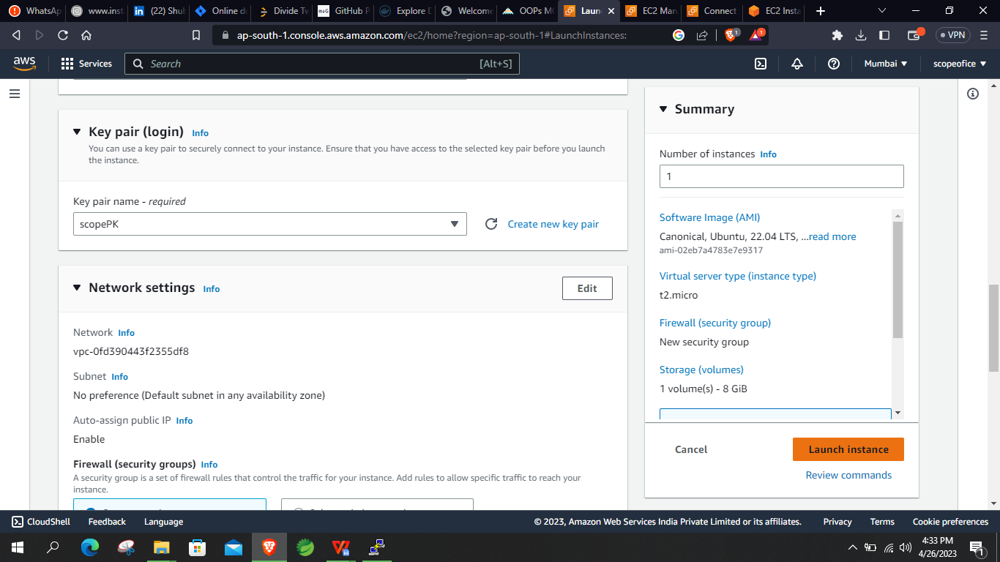 WhatsAp
www.inst
(22) Shul
Online de
Divide Tw
GitHub P
Explore D
Welcome
OOPs M
Laun
EC2 Man
Connect
EC2 Insta
ap-south-1.console.aws.amazon.com/ec2/home?region=ap-south-1#LaunchInstances:
1
1
VPN
aws
Services
Search
[Alt+S]
Mumbai
scopeofice
Key pair (login) Info
You can use a key pair to securely connect to your instance. Ensure that you have access to the selected key pair before you launch
the instance.
Key pair name - required
scopePK
Create new key pair
Network settings Info
Edit
Network Info
vpc-0fd390443f2355df8
Subnet Info
No preference (Default subnet in any availability zone)
Auto-assign public IP Info
Enable
Firewall (security groups) Info
A security group is a set of firewall rules that control the traffic for your instance. Add rules to allow specific traffic to reach your
instance.
Summary
Number of instances Info
1
Software Image (AMI)
Canonical, Ubuntu, 22.04 LTS, ...read more
ami-02eb7a4783e7e9317
Virtual server type (instance type)
t2.micro
Firewall (security group)
New security group
Storage (volumes)
1 volume(s) - 8 GiB
Cancel
Launch instance
Review commands
CloudShell
Feedback
Language
© 2023, Amazon Web Services India Private Limited or its affiliates.
Privacy
Terms
Cookie preferences
4:33 PM
4/26/2023
1